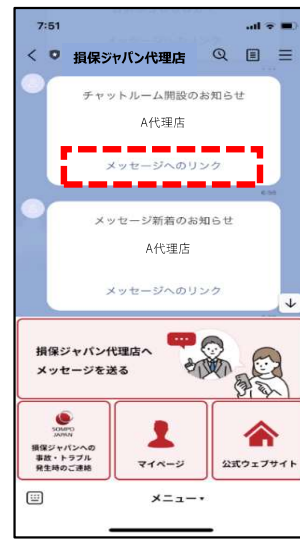 7:51
損保ジャパン代理店
チャットルーム開設のお知らせ
A代理店
メッセージへのリンク
メッセージ新着のお知らせ
A代理店
メッセージへのリンク
損保ジャパン代理店へ
メッセージを送る
SOMPO
JAPAN
損保ジャパンへの
事故・トラブル
発生時のご連絡
マイページ
公式ウェブサイト
メニュー▾